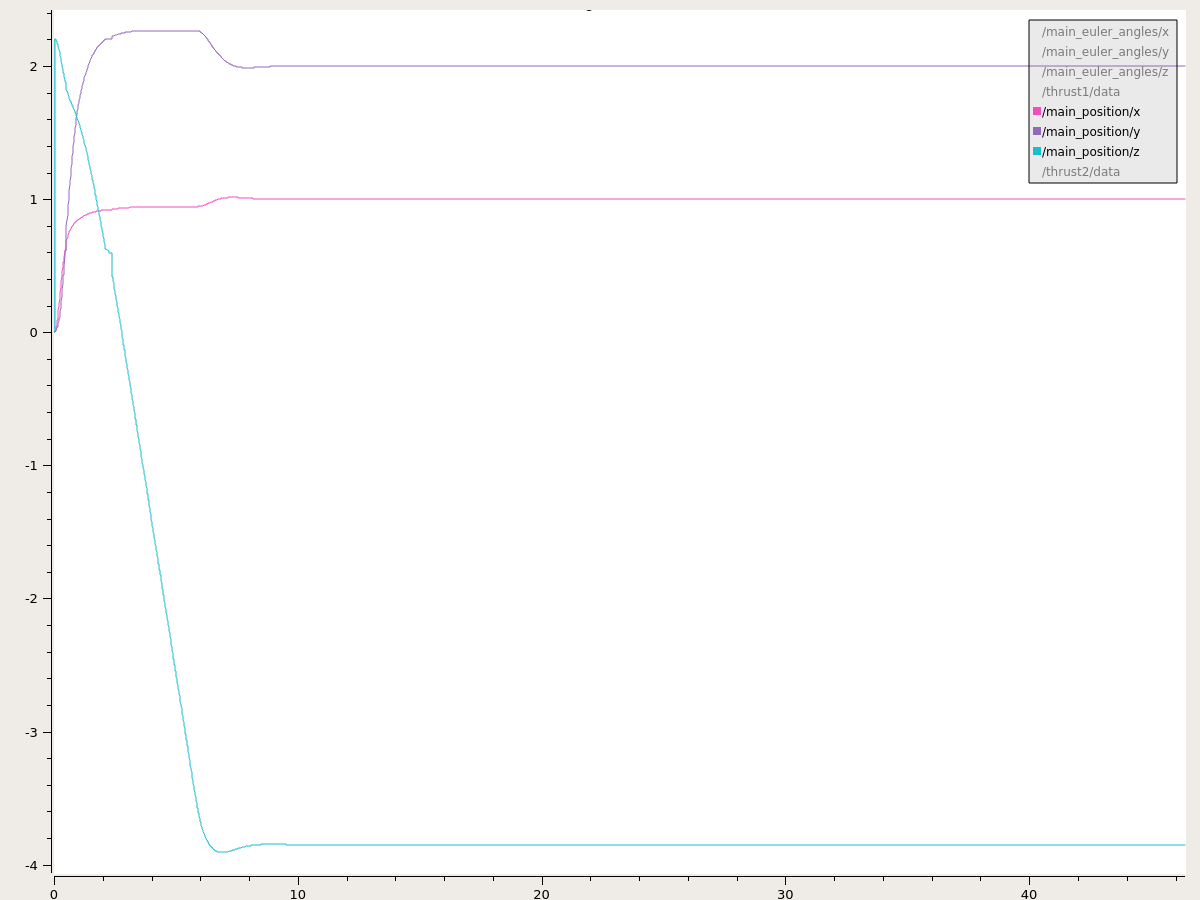 /main_euler_angles/x
/main_euler_angles/y
/main_euler_angles/z
/thrust1/data
/main_position/x
/main_position/y
/main_position/z
/thrust2/data
2
1
0
-1
-2
-3
-4
0 10 20 30 40